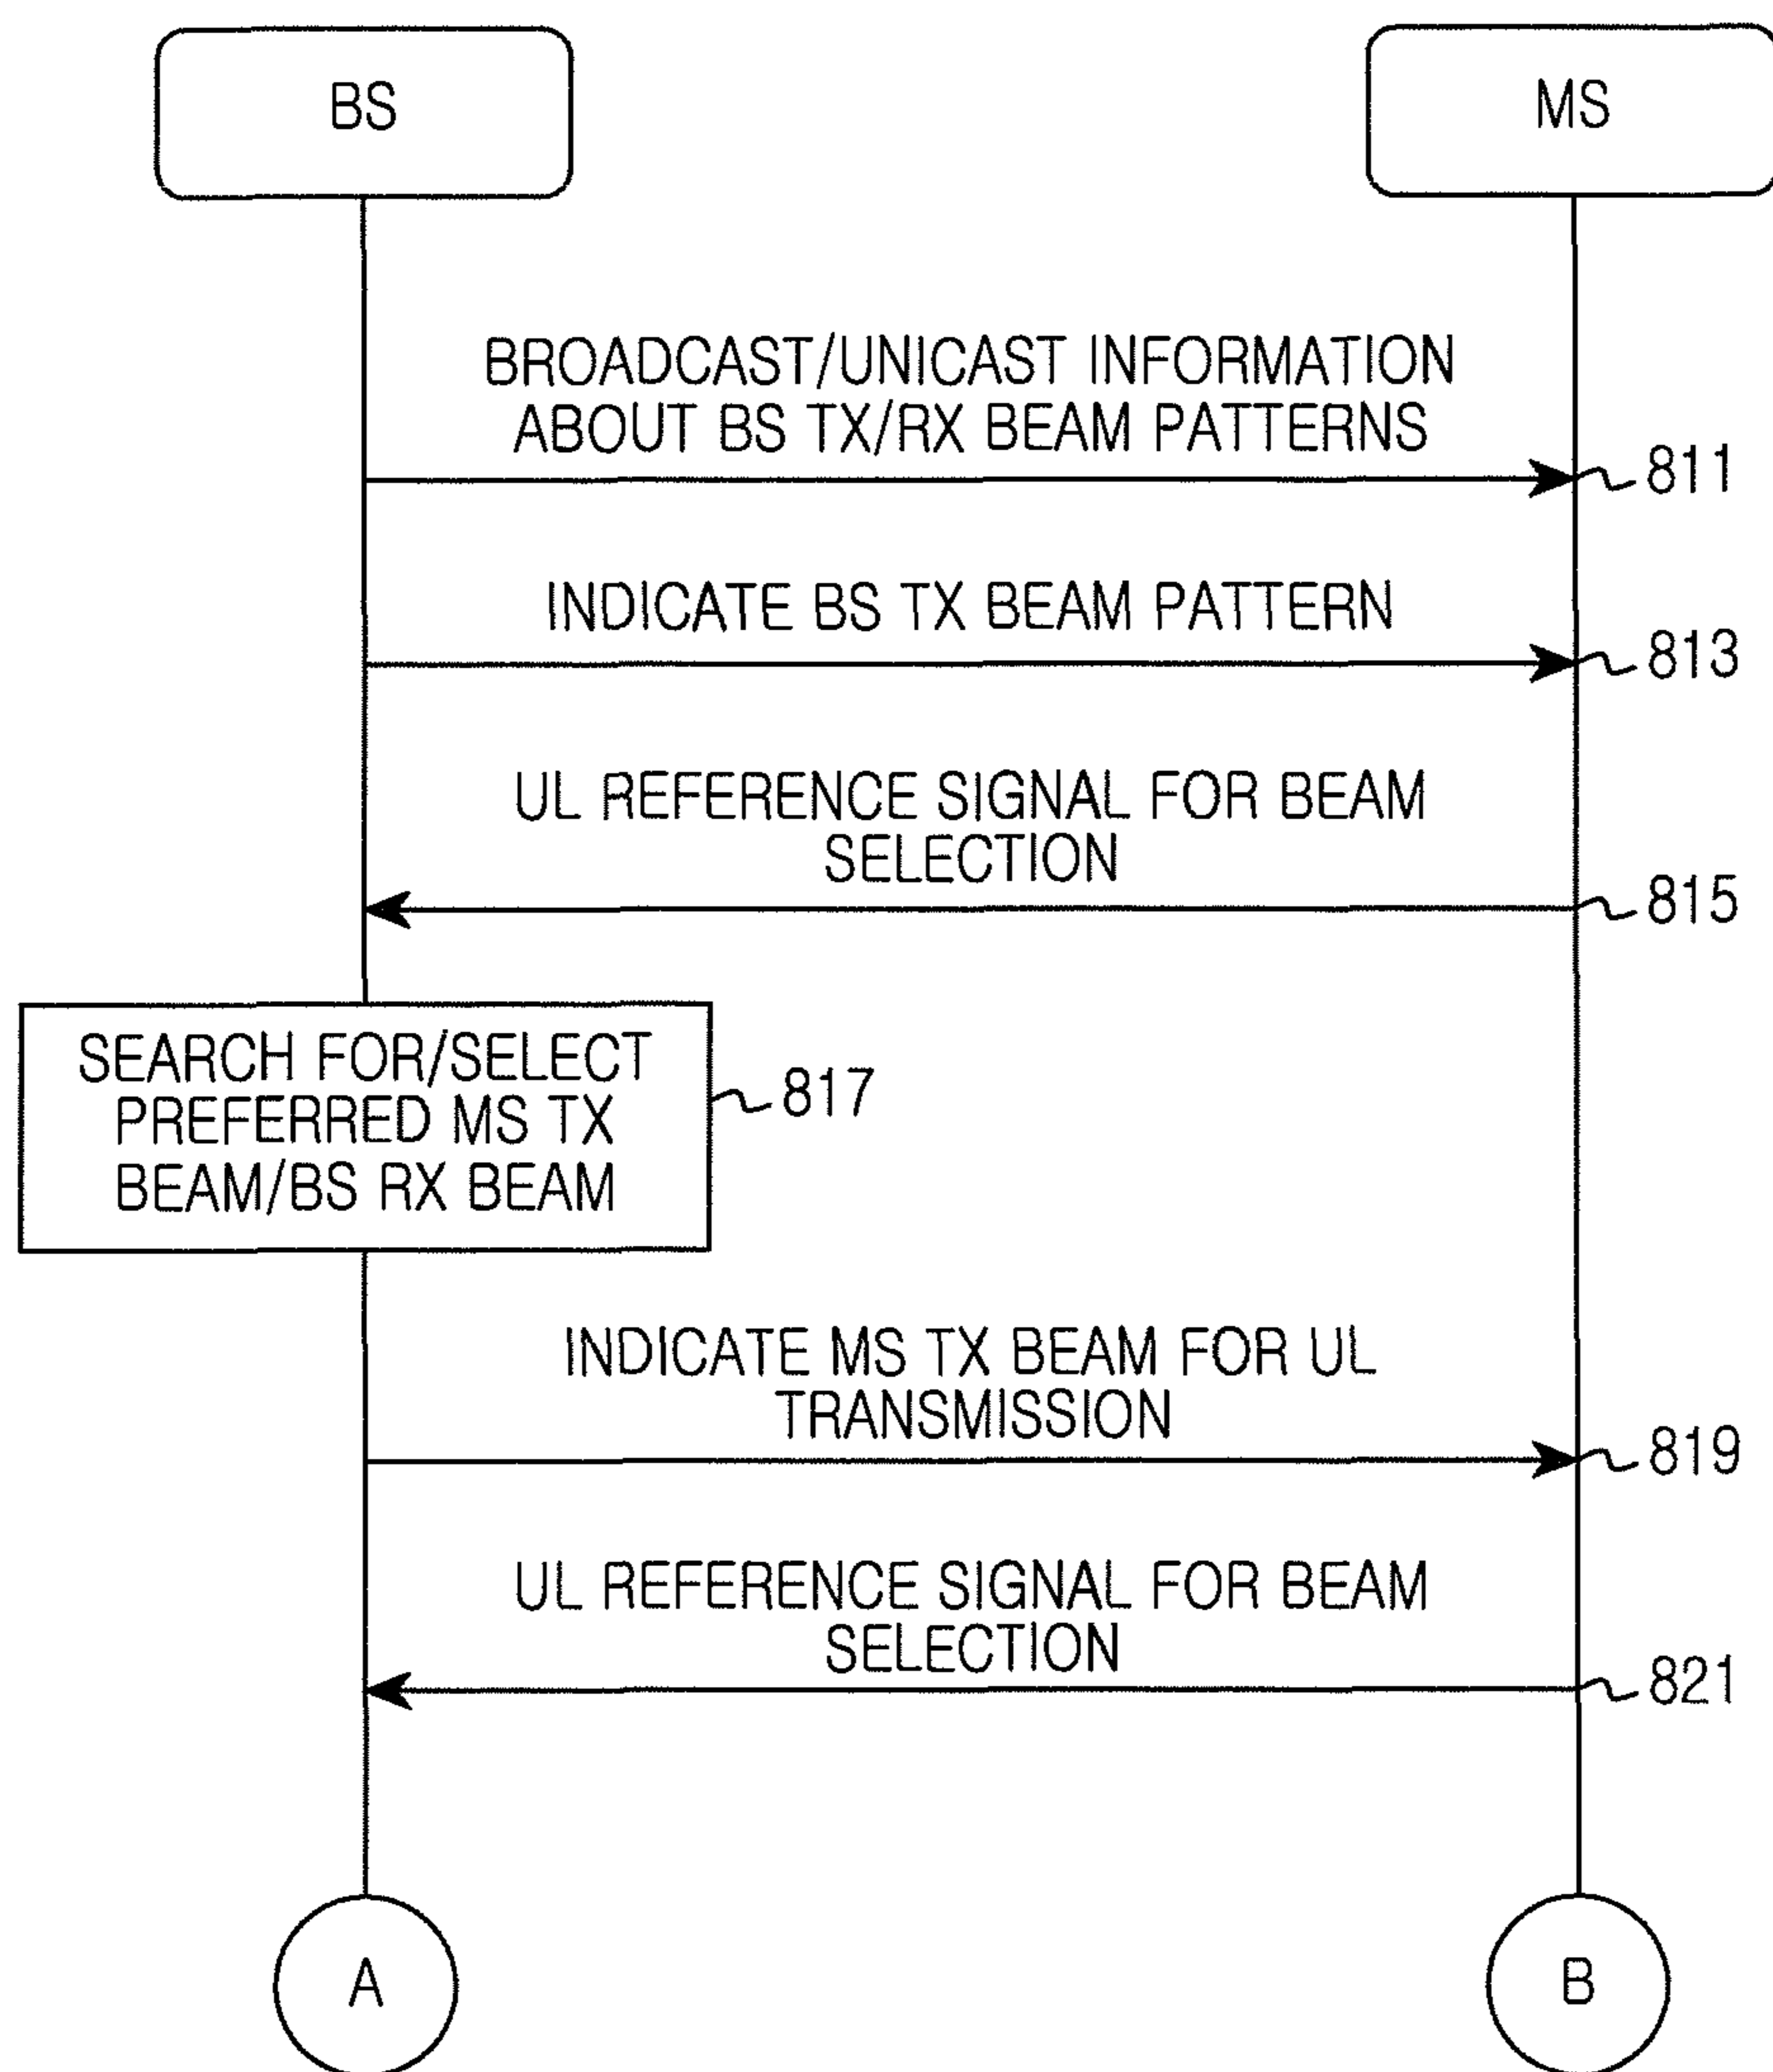 BS
MS
BROADCAST/UNICAST INFORMATION
ABOUT BS TX/RX BEAM PATTERNS
811
INDICATE BS TX BEAM PATTERN
813
UL REFERENCE SIGNAL FOR BEAM
SELECTION
815
SEARCH FOR/SELECT
PREFERRED MS TX
BEAM/BS RX BEAM
817
INDICATE MS TX BEAM FOR UL
TRANSMISSION
819
UL REFERENCE SIGNAL FOR BEAM
SELECTION
821
A
B